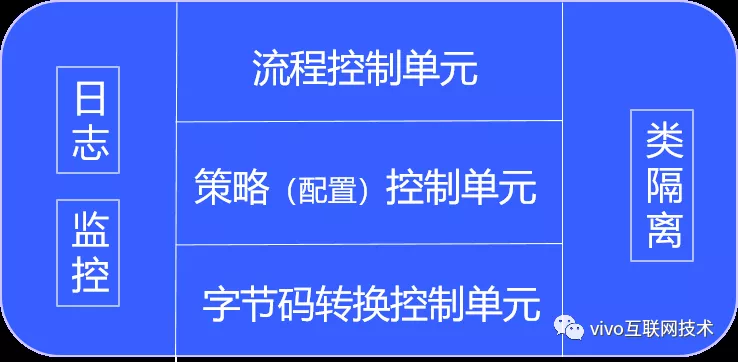 日志
监控
流程控制单元
策略（配置）控制单元
字节码转换控制单元
类隔离
vivo互联网技术